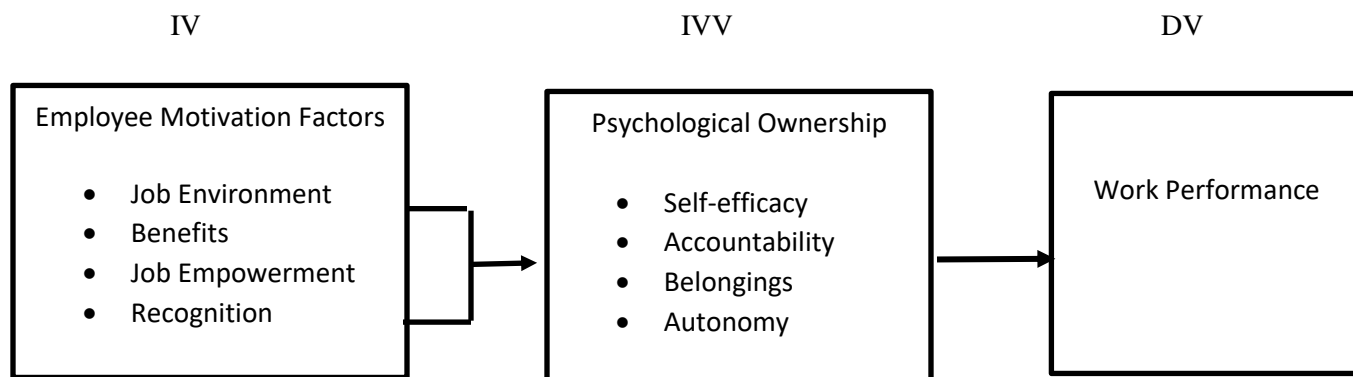 IV
IVV
DV
Employee Motivation Factors
• Job Environment
• Benefits
• Job Empowerment
• Recognition
Psychological Ownership
• Self-efficacy
• Accountability
• Belongings
• Autonomy
Work Performance